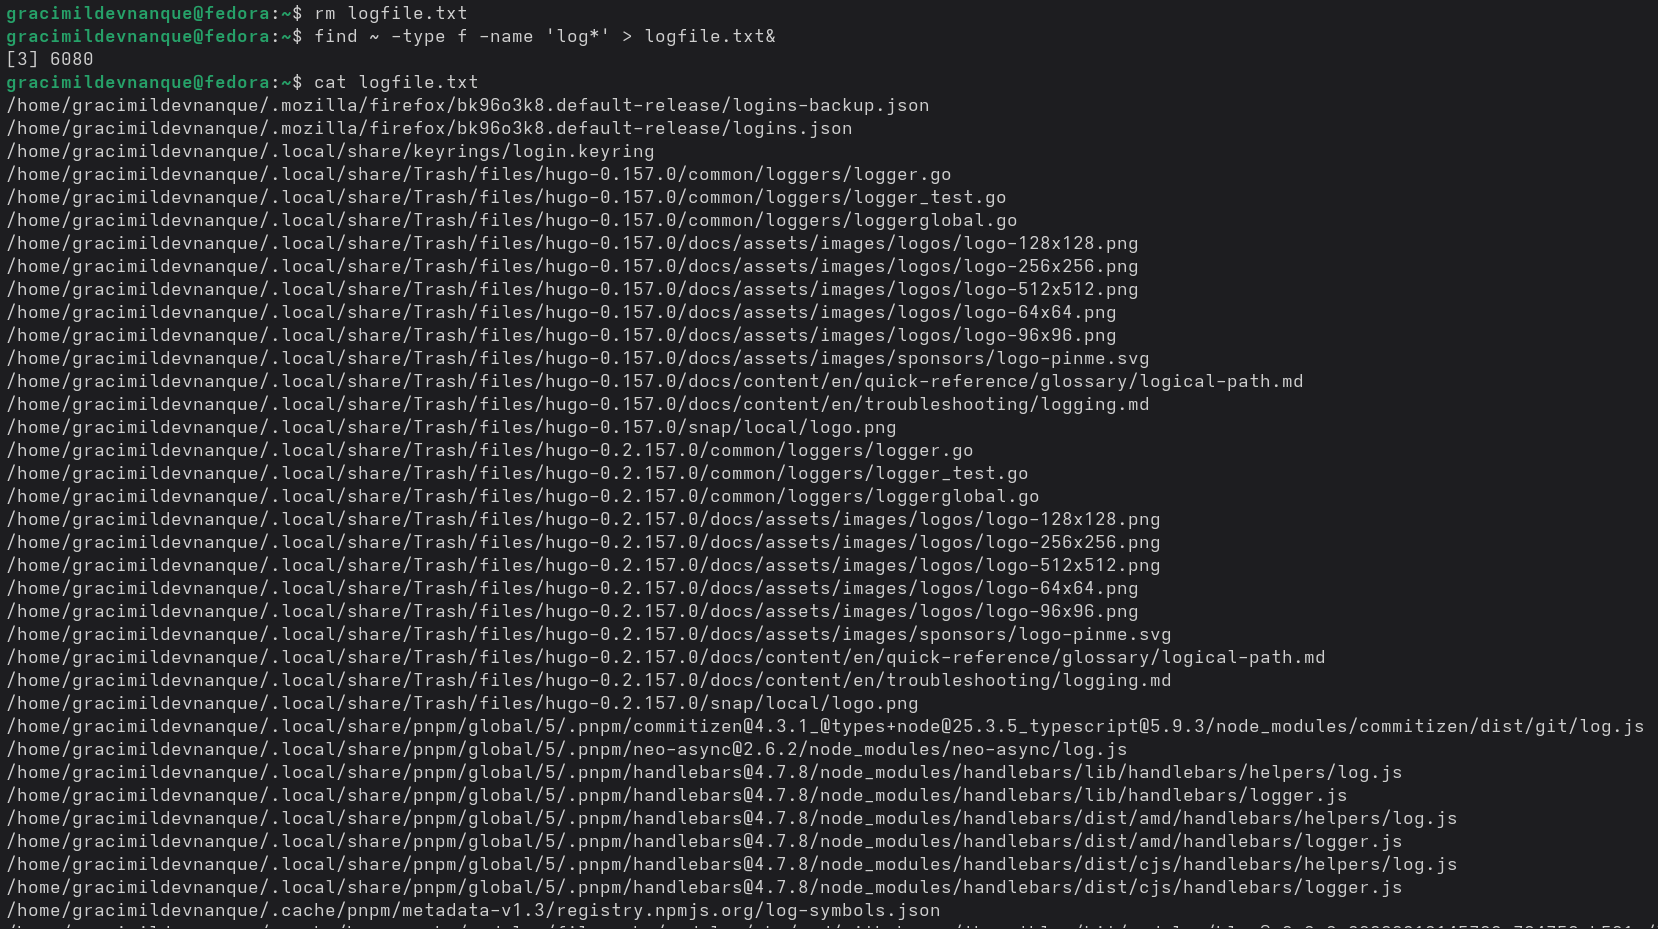 gracimildevnanque@fedora:~$ rm logfile.txt
gracimildevnanque@fedora:~$ find ~ -type f -name 'log*' > logfile.txt&
[3] 6080
gracimildevnanque@fedora:~$ cat logfile.txt
/home/gracimildevnanque/.mozilla/firefox/bk96o3k8.default-release/logins-backup.json
/home/gracimildevnanque/.mozilla/firefox/bk96o3k8.default-release/logins.json
/home/gracimildevnanque/.local/share/keyrings/login.keyring
/home/gracimildevnanque/.local/share/Trash/files/hugo-0.157.0/common/loggers/logger.go
/home/gracimildevnanque/.local/share/Trash/files/hugo-0.157.0/common/loggers/logger_test.go
/home/gracimildevnanque/.local/share/Trash/files/hugo-0.157.0/common/loggers/loggerglobal.go
/home/gracimildevnanque/.local/share/Trash/files/hugo-0.157.0/docs/assets/images/logos/logo-128x128.png
/home/gracimildevnanque/.local/share/Trash/files/hugo-0.157.0/docs/assets/images/logos/logo-256x256.png
/home/gracimildevnanque/.local/share/Trash/files/hugo-0.157.0/docs/assets/images/logos/logo-512x512.png
/home/gracimildevnanque/.local/share/Trash/files/hugo-0.157.0/docs/assets/images/logos/logo-64x64.png
/home/gracimildevnanque/.local/share/Trash/files/hugo-0.157.0/docs/assets/images/logos/logo-96x96.png
/home/gracimildevnanque/.local/share/Trash/files/hugo-0.157.0/docs/assets/images/sponsors/logo-pinme.svg
/home/gracimildevnanque/.local/share/Trash/files/hugo-0.157.0/docs/content/en/quick-reference/glossary/logical-path.md
/home/gracimildevnanque/.local/share/Trash/files/hugo-0.157.0/docs/content/en/troubleshooting/logging.md
/home/gracimildevnanque/.local/share/Trash/files/hugo-0.157.0/snap/local/logo.png
/home/gracimildevnanque/.local/share/Trash/files/hugo-0.2.157.0/common/loggers/logger.go
/home/gracimildevnanque/.local/share/Trash/files/hugo-0.2.157.0/common/loggers/logger_test.go
/home/gracimildevnanque/.local/share/Trash/files/hugo-0.2.157.0/common/loggers/loggerglobal.go
/home/gracimildevnanque/.local/share/Trash/files/hugo-0.2.157.0/docs/assets/images/logos/logo-128x128.png
/home/gracimildevnanque/.local/share/Trash/files/hugo-0.2.157.0/docs/assets/images/logos/logo-256x256.png
/home/gracimildevnanque/.local/share/Trash/files/hugo-0.2.157.0/docs/assets/images/logos/logo-512x512.png
/home/gracimildevnanque/.local/share/Trash/files/hugo-0.2.157.0/docs/assets/images/logos/logo-64x64.png
/home/gracimildevnanque/.local/share/Trash/files/hugo-0.2.157.0/docs/assets/images/logos/logo-96x96.png
/home/gracimildevnanque/.local/share/Trash/files/hugo-0.2.157.0/docs/assets/images/sponsors/logo-pinme.svg
/home/gracimildevnanque/.local/share/Trash/files/hugo-0.2.157.0/docs/content/en/quick-reference/glossary/logical-path.md
/home/gracimildevnanque/.local/share/Trash/files/hugo-0.2.157.0/docs/content/en/troubleshooting/logging.md
/home/gracimildevnanque/.local/share/Trash/files/hugo-0.2.157.0/snap/local/logo.png
/home/gracimildevnanque/.local/share/pnpm/global/5/.pnpm/commitizen@4.3.1_@types+node@25.3.5_typescript@5.9.3/node_modules/commitizen/dist/git/log.js
/home/gracimildevnanque/.local/share/pnpm/global/5/.pnpm/neo-async@2.6.2/node_modules/neo-async/log.js
/home/gracimildevnanque/.local/share/pnpm/global/5/.pnpm/handlebars@4.7.8/node_modules/handlebars/lib/handlebars/helpers/log.js
/home/gracimildevnanque/.local/share/pnpm/global/5/.pnpm/handlebars@4.7.8/node_modules/handlebars/lib/handlebars/logger.js
/home/gracimildevnanque/.local/share/pnpm/global/5/.pnpm/handlebars@4.7.8/node_modules/handlebars/dist/amd/handlebars/helpers/log.js
/home/gracimildevnanque/.local/share/pnpm/global/5/.pnpm/handlebars@4.7.8/node_modules/handlebars/dist/amd/handlebars/logger.js
/home/gracimildevnanque/.local/share/pnpm/global/5/.pnpm/handlebars@4.7.8/node_modules/handlebars/dist/cjs/handlebars/helpers/log.js
/home/gracimildevnanque/.local/share/pnpm/global/5/.pnpm/handlebars@4.7.8/node_modules/handlebars/dist/cjs/handlebars/logger.js
/home/gracimildevnanque/.cache/pnpm/metadata-v1.3/registry.npmjs.org/log-symbols.json